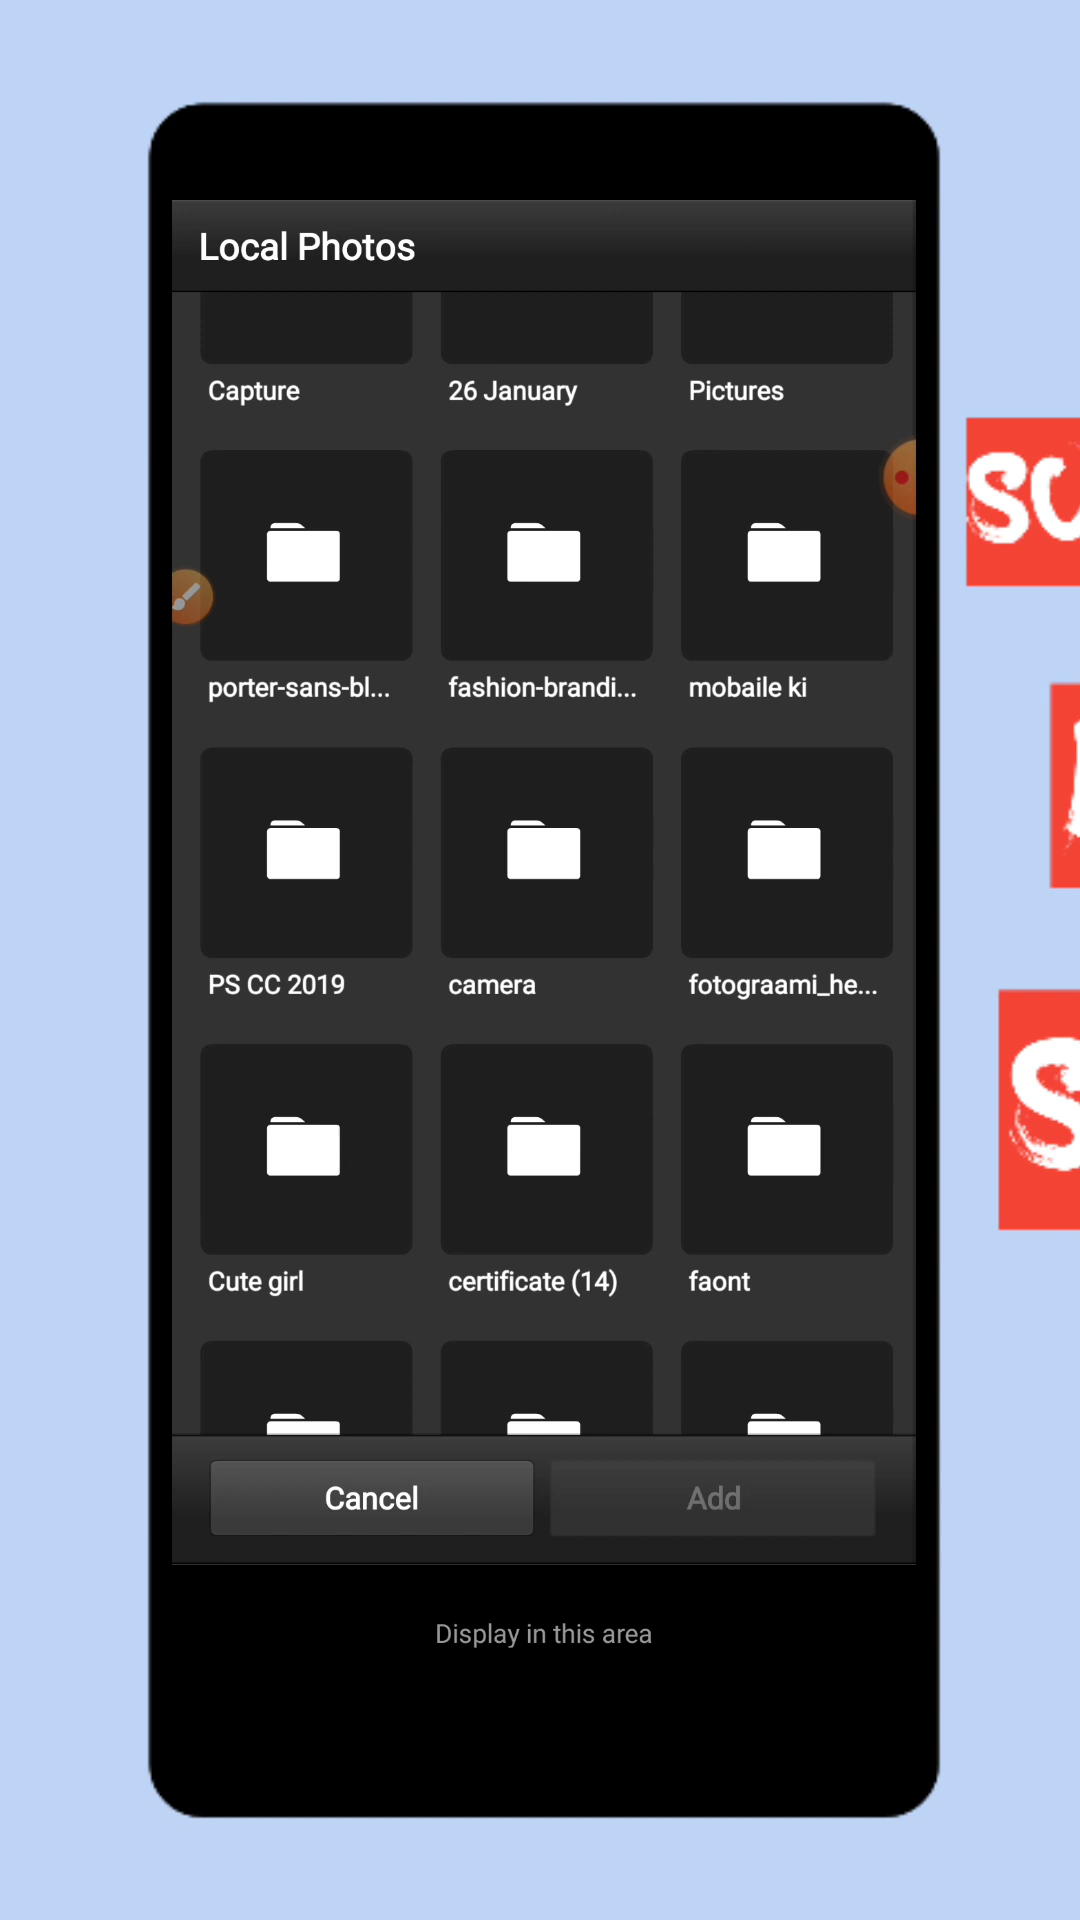 Local Photos
Capture
26 January
Pictures
porter-sans-bl...
fashion-brandi...
mobaile ki
PS CC 2019
camera
fotograami_he...
Cute girl
certificate (14)
faont
Cancel
Add
Display in this area